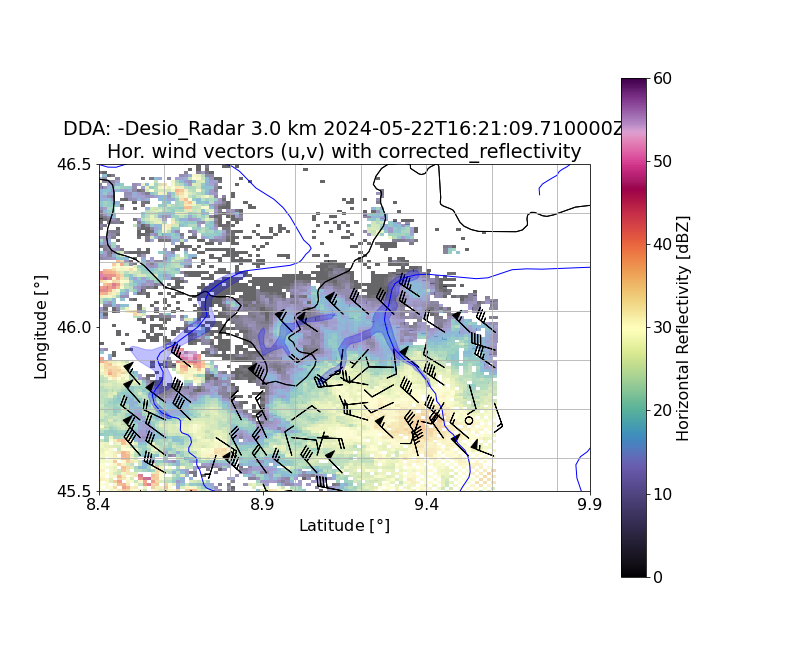 DDA: -Desio_Radar 3.0 km 2024-05-22T16:21:09.710000Z
Hor. wind vectors (u,v) with corrected_reflectivity
46.5
46.0
45.5
Longitude [°]
8.4
8.9
9.4
9.9
Latitude [°]
60
50
40
30
20
10
0
Horizontal Reflectivity [dBZ]